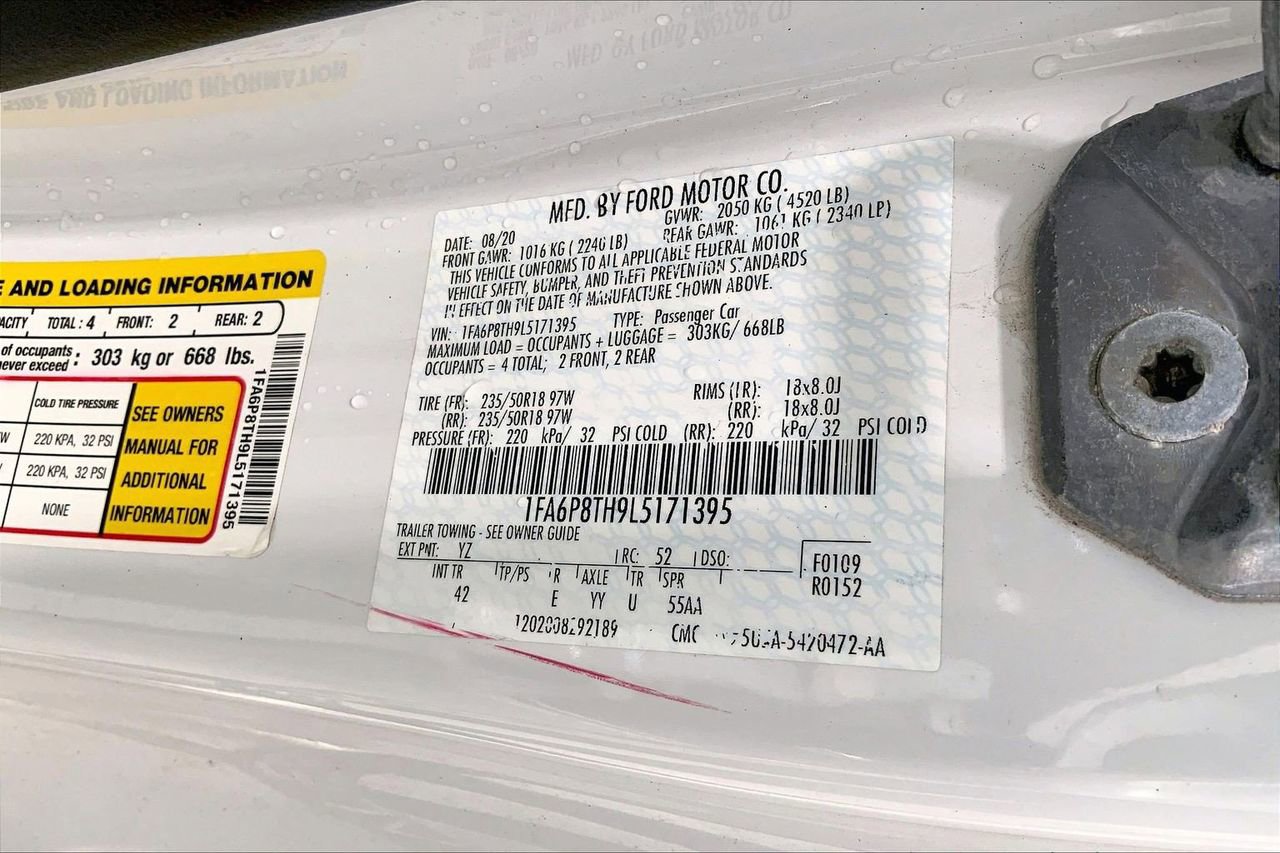 E AND LOADING INFORMATION
ACITY TOTAL: 4 FRONT: 2 REAR: 2
of occupants
never exceed : 303 kg or 668 lbs.
COLD TIRE PRESSURE
W 220 KPA, 32 PSI
220 KPA, 32 PSI
NONE
SEE OWNERS
MANUAL FOR
ADDITIONAL
INFORMATION
1FA6P8TH9L5171395
MFD. BY FORD MOTOR CO.
DATE: 08/20 GVWR: 2050 KG ( 4520 LB)
FRONT GAWR: 1016 KG ( 2240 LB) REAR GAWR: 1061 KG ( 2340 LB)
THIS VEHICLE CONFORMS TO ALL APPLICABLE FEDERAL MOTOR
VEHICLE SAFETY, BUMPER, AND THEFT PREVENTION STANDARDS
IN EFFECT ON THE DATE OF MANUFACTURE SHOWN ABOVE.
VIN: 1FA6P8TH9L5171395 TYPE: Passenger Car
MAXIMUM LOAD = OCCUPANTS + LUGGAGE = 303KG/ 668LB
OCCUPANTS = 4 TOTAL; 2 FRONT, 2 REAR
TIRE (FR): 235/50R18 97W RIMS (FR): 18x8.0J
(RR): 235/50R18 97W (RR): 18x8.0J
PRESSURE (FR): 220 kPa/ 32 PSI COLD (RR): 220 kPa/ 32 PSI COLD
1FA6P8TH9L5171395
TRAILER TOWING - SEE OWNER GUIDE
EXT PNT: YZ RC: 52 DSO: F0109
INT TR TP/PS R AXLE TR SPR R0152
42 E YY U 55AA
CMC